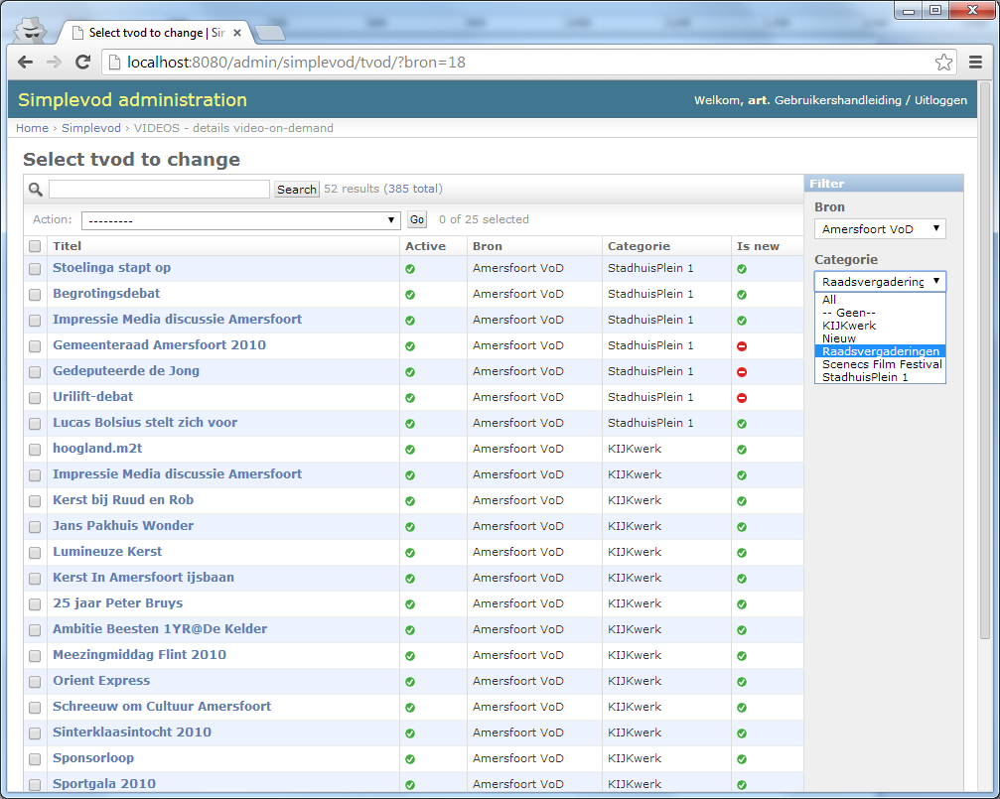 Select tvod to change | Sir
localhost:8080/admin/simplevod/tvod/?bron=18
Simplevod administration
Welkom, art. Gebruikershandleiding / Uitloggen
Home › Simplevod › VIDEOS - details video-on-demand
Select tvod to change
Search 52 results (385 total)
Action: --------- Go 0 of 25 selected
Titel Active Bron Categorie Is new
Stoelinga stapt op Amersfoort VoD StadhuisPlein 1
Begrotingsdebat Amersfoort VoD StadhuisPlein 1
Impressie Media discussie Amersfoort Amersfoort VoD StadhuisPlein 1
Gemeenteraad Amersfoort 2010 Amersfoort VoD StadhuisPlein 1
Gedeputeerde de Jong Amersfoort VoD StadhuisPlein 1
Urilift-debat Amersfoort VoD StadhuisPlein 1
Lucas Bolsius stelt zich voor Amersfoort VoD StadhuisPlein 1
hoogland.m2t Amersfoort VoD KIJKwerk
Impressie Media discussie Amersfoort Amersfoort VoD KIJKwerk
Kerst bij Ruud en Rob Amersfoort VoD KIJKwerk
Jans Pakhuis Wonder Amersfoort VoD KIJKwerk
Lumineuze Kerst Amersfoort VoD KIJKwerk
Kerst In Amersfoort ijsbaan Amersfoort VoD KIJKwerk
25 jaar Peter Bruys Amersfoort VoD KIJKwerk
Ambitie Beesten 1YR@De Kelder Amersfoort VoD KIJKwerk
Meezingmiddag Flint 2010 Amersfoort VoD KIJKwerk
Orient Express Amersfoort VoD KIJKwerk
Schreeuw om Cultuur Amersfoort Amersfoort VoD KIJKwerk
Sinterklaasintocht 2010 Amersfoort VoD KIJKwerk
Sponsorloop Amersfoort VoD KIJKwerk
Sportgala 2010 Amersfoort VoD KIJKwerk
Filter
Bron
Amersfoort VoD
Categorie
Raadsvergadering
All
-- Geen--
KIJKwerk
Nieuw
Raadsvergaderingen
Scenecs Film Festival
StadhuisPlein 1